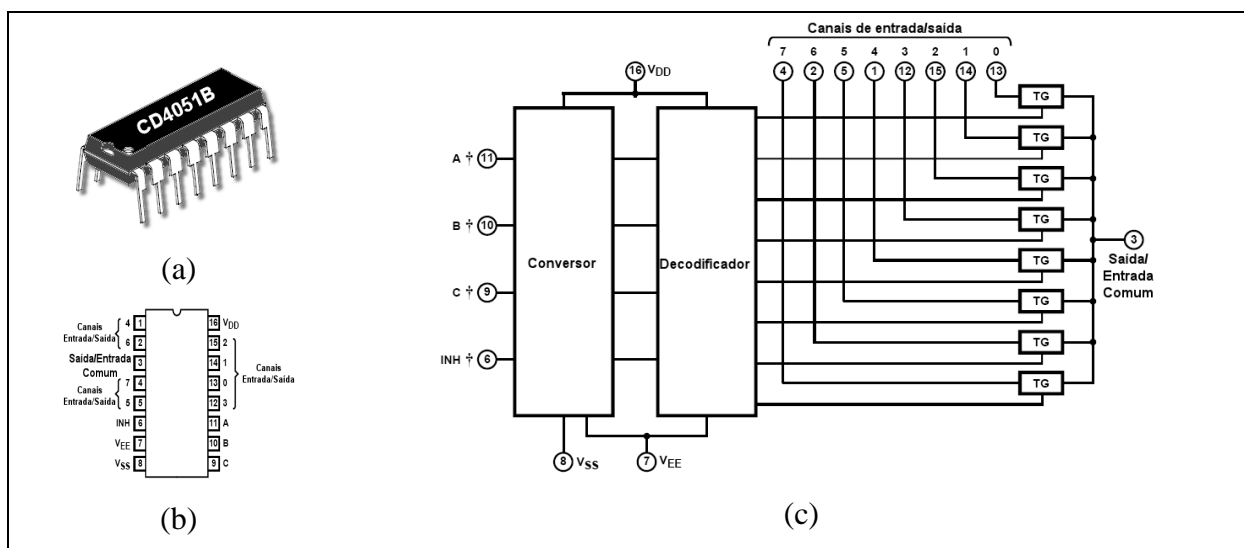 CD4051B
(a)
4 1 16 VDD
Canais
Entrada/Saída
6 2 15 2
Saída/Entrada
Comum
3 14 1
Canais
Entrada/Saída
7 4 13 0
Canais
Entrada/Saída
5 5 12 3
INH 6 11 A
VEE 7 10 B
VSS 8 9 C
(b)
Canais de entrada/saída
7 6 5 4 3 2 1 0
4 2 5 1 12 15 14 13
16 VDD
TG
TG
TG
TG
TG
TG
TG
TG
A † 11
B † 10
C † 9
INH † 6
Conversor
Decodificador
3
Saída/
Entrada
Comum
8 VSS
7 VEE
(c)